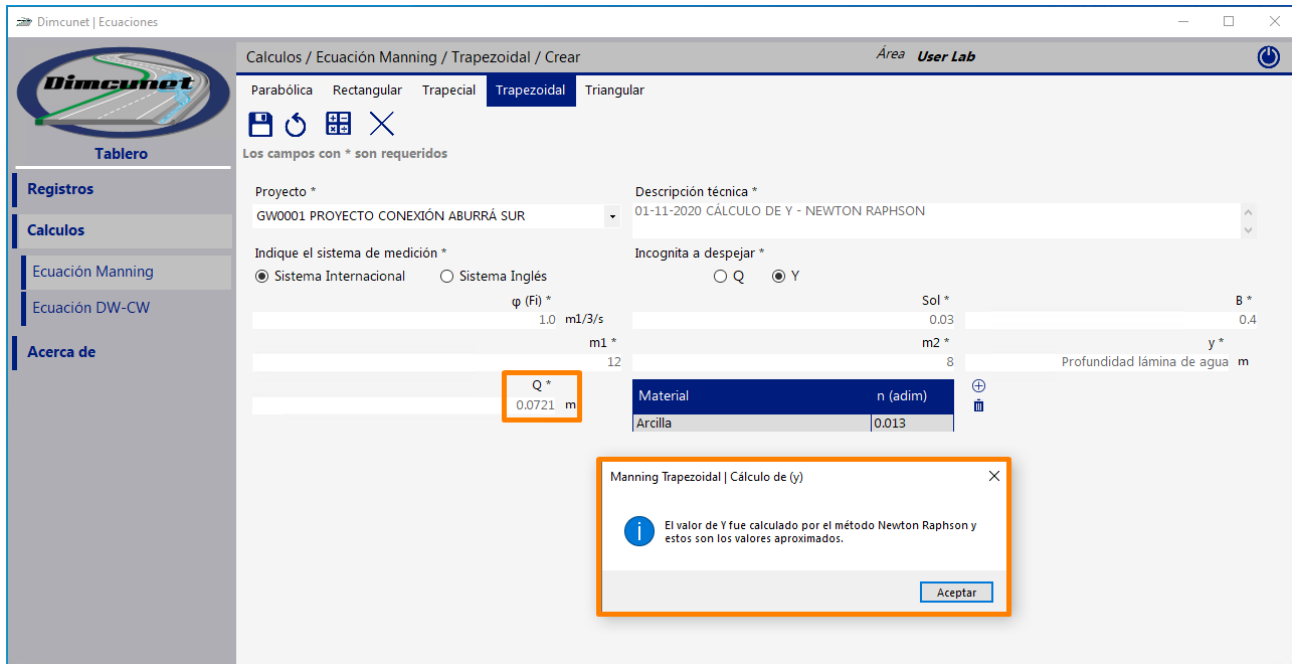 Dimcunet | Ecuaciones
Dimcunet
Calculos / Ecuación Manning / Trapezoidal / Crear
Área User Lab
Parabólica Rectangular Trapecial Trapezoidal Triangular
Tablero
Los campos con * son requeridos
Registros
Calculos
Ecuación Manning
Ecuación DW-CW
Acerca de
Proyecto *
GW0001 PROYECTO CONEXIÓN ABURRÁ SUR
Descripción técnica *
01-11-2020 CÁLCULO DE Y - NEWTON RAPHSON
Indique el sistema de medición *
Sistema Internacional Sistema Inglés
Incognita a despejar *
Q Y
φ (Fi) * Sol * B *
1.0 m1/3/s 0.03 0.4
m1 * m2 * y *
12 8 Profundidad lámina de agua m
Q *
0.0721 m
Material n (adim)
Arcilla 0.013
Manning Trapezoidal | Cálculo de (y)
El valor de Y fue calculado por el método Newton Raphson y
estos son los valores aproximados.
Aceptar